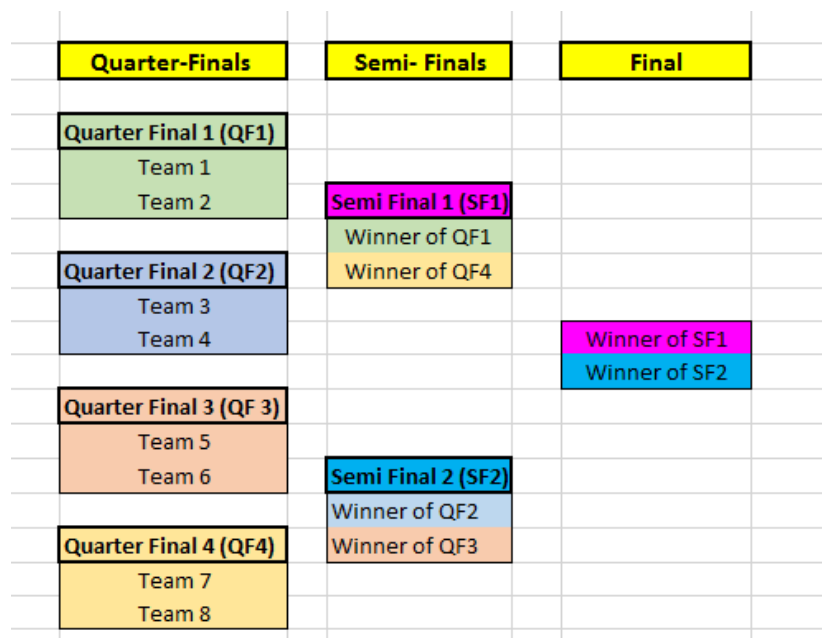 Quarter-Finals
Semi- Finals
Final
Quarter Final 1 (QF1)
Team 1
Team 2
Semi Final 1 (SF1)
Winner of QF1
Winner of QF4
Quarter Final 2 (QF2)
Team 3
Team 4
Winner of SF1
Winner of SF2
Quarter Final 3 (QF 3)
Team 5
Team 6
Semi Final 2 (SF2)
Winner of QF2
Winner of QF3
Quarter Final 4 (QF4)
Team 7
Team 8